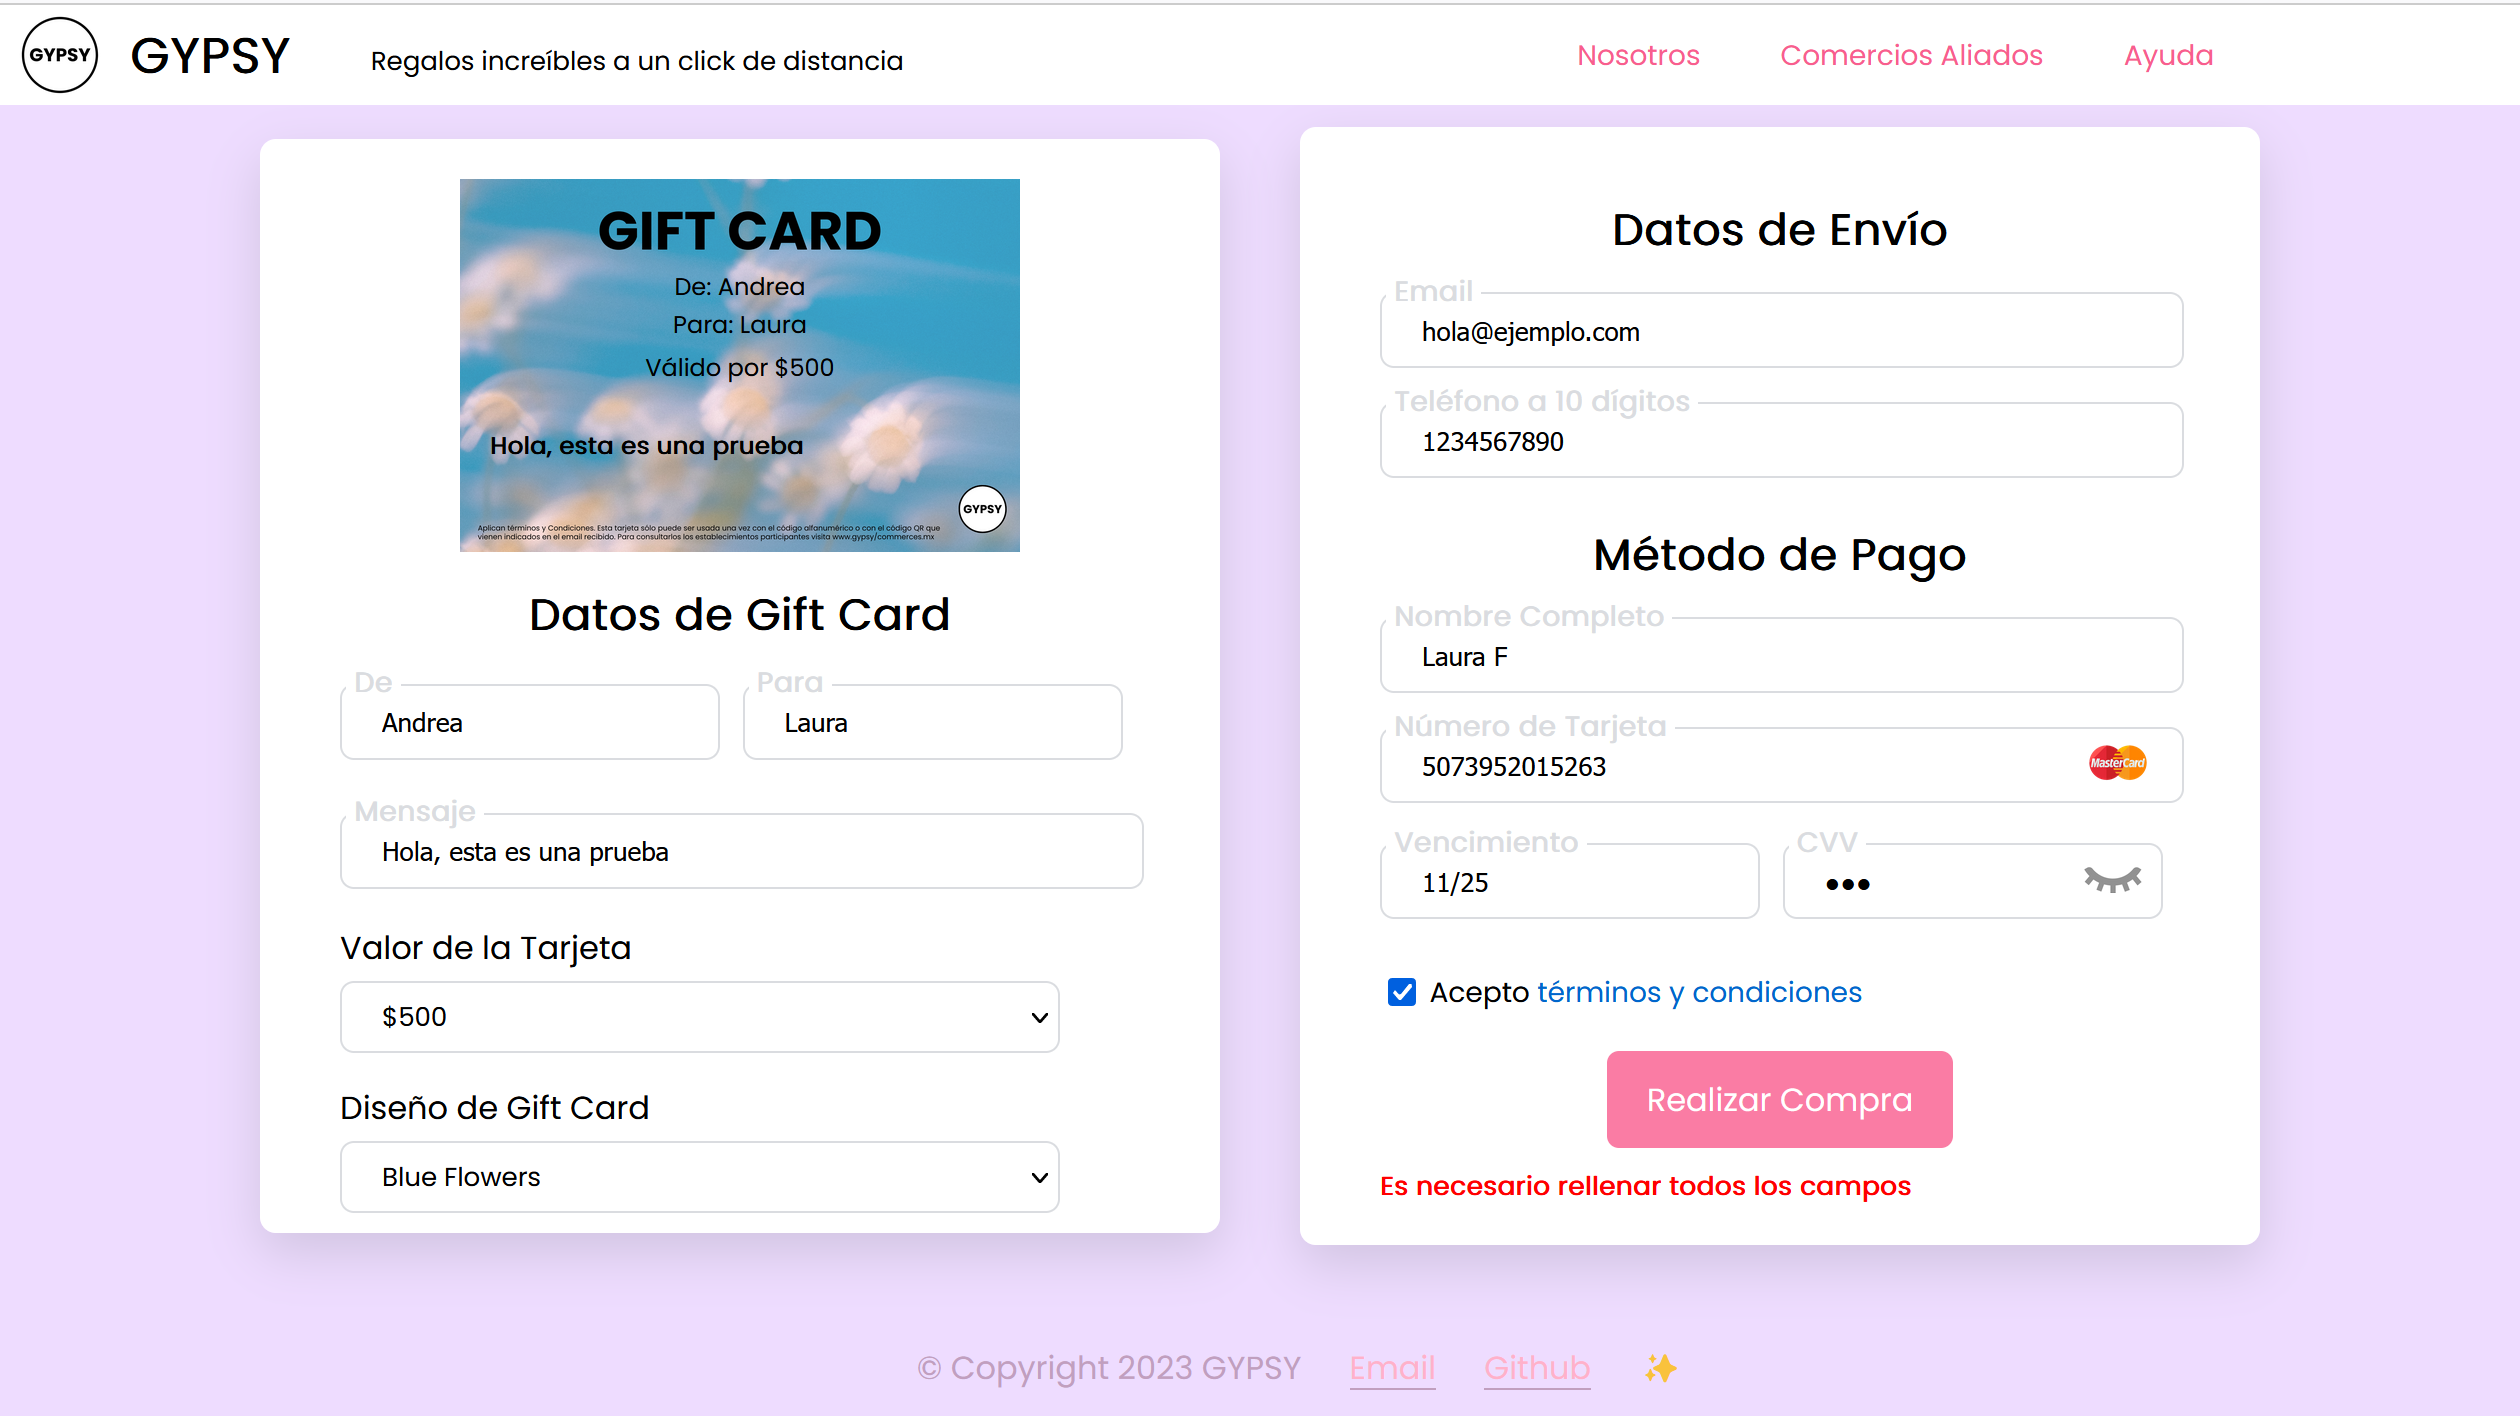 GYPSY
GYPSY
Regalos increíbles a un click de distancia
Nosotros
Comercios Aliados
Ayuda
GIFT CARD
De: Andrea
Para: Laura
Válido por $500
Hola, esta es una prueba
GYPSY
Aplican términos y Condiciones. Esta tarjeta sólo puede ser usada una vez con el código alfanumérico o con el código QR que
vienen indicados en el email recibido. Para consultarlos los establecimientos participantes visita www.gypsy/commerces.mx
Datos de Gift Card
De
Andrea
Para
Laura
Mensaje
Hola, esta es una prueba
Valor de la Tarjeta
$500
Diseño de Gift Card
Blue Flowers
Datos de Envío
Email
hola@ejemplo.com
Teléfono a 10 dígitos
1234567890
Método de Pago
Nombre Completo
Laura F
Número de Tarjeta
5073952015263
MasterCard
Vencimiento
11/25
CVV
•••
Acepto términos y condiciones
Realizar Compra
Es necesario rellenar todos los campos
© Copyright 2023 GYPSY
Email
Github